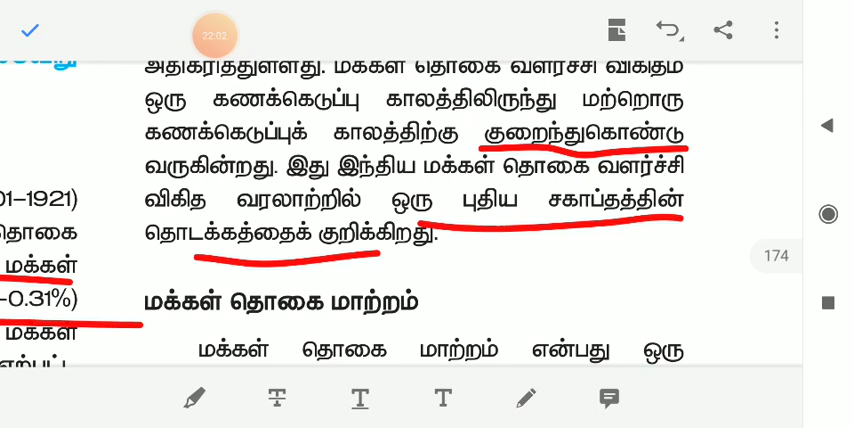 22:02
அதிகரித்துள்ளது. மக்கள் தொகை வளர்ச்சி விகிதம்
ஒரு கணக்கெடுப்பு காலத்திலிருந்து மற்றொரு
கணக்கெடுப்புக் காலத்திற்கு குறைந்துகொண்டு
வருகின்றது. இது இந்திய மக்கள் தொகை வளர்ச்சி
விகித வரலாற்றில் ஒரு புதிய சகாப்தத்தின்
தொடக்கத்தைக் குறிக்கிறது.
மக்கள் தொகை மாற்றம்
மக்கள் தொகை மாற்றம் என்பது ஒரு
01–1921)
தொகை
மக்கள்
-0.31%)
மக்கள்
174